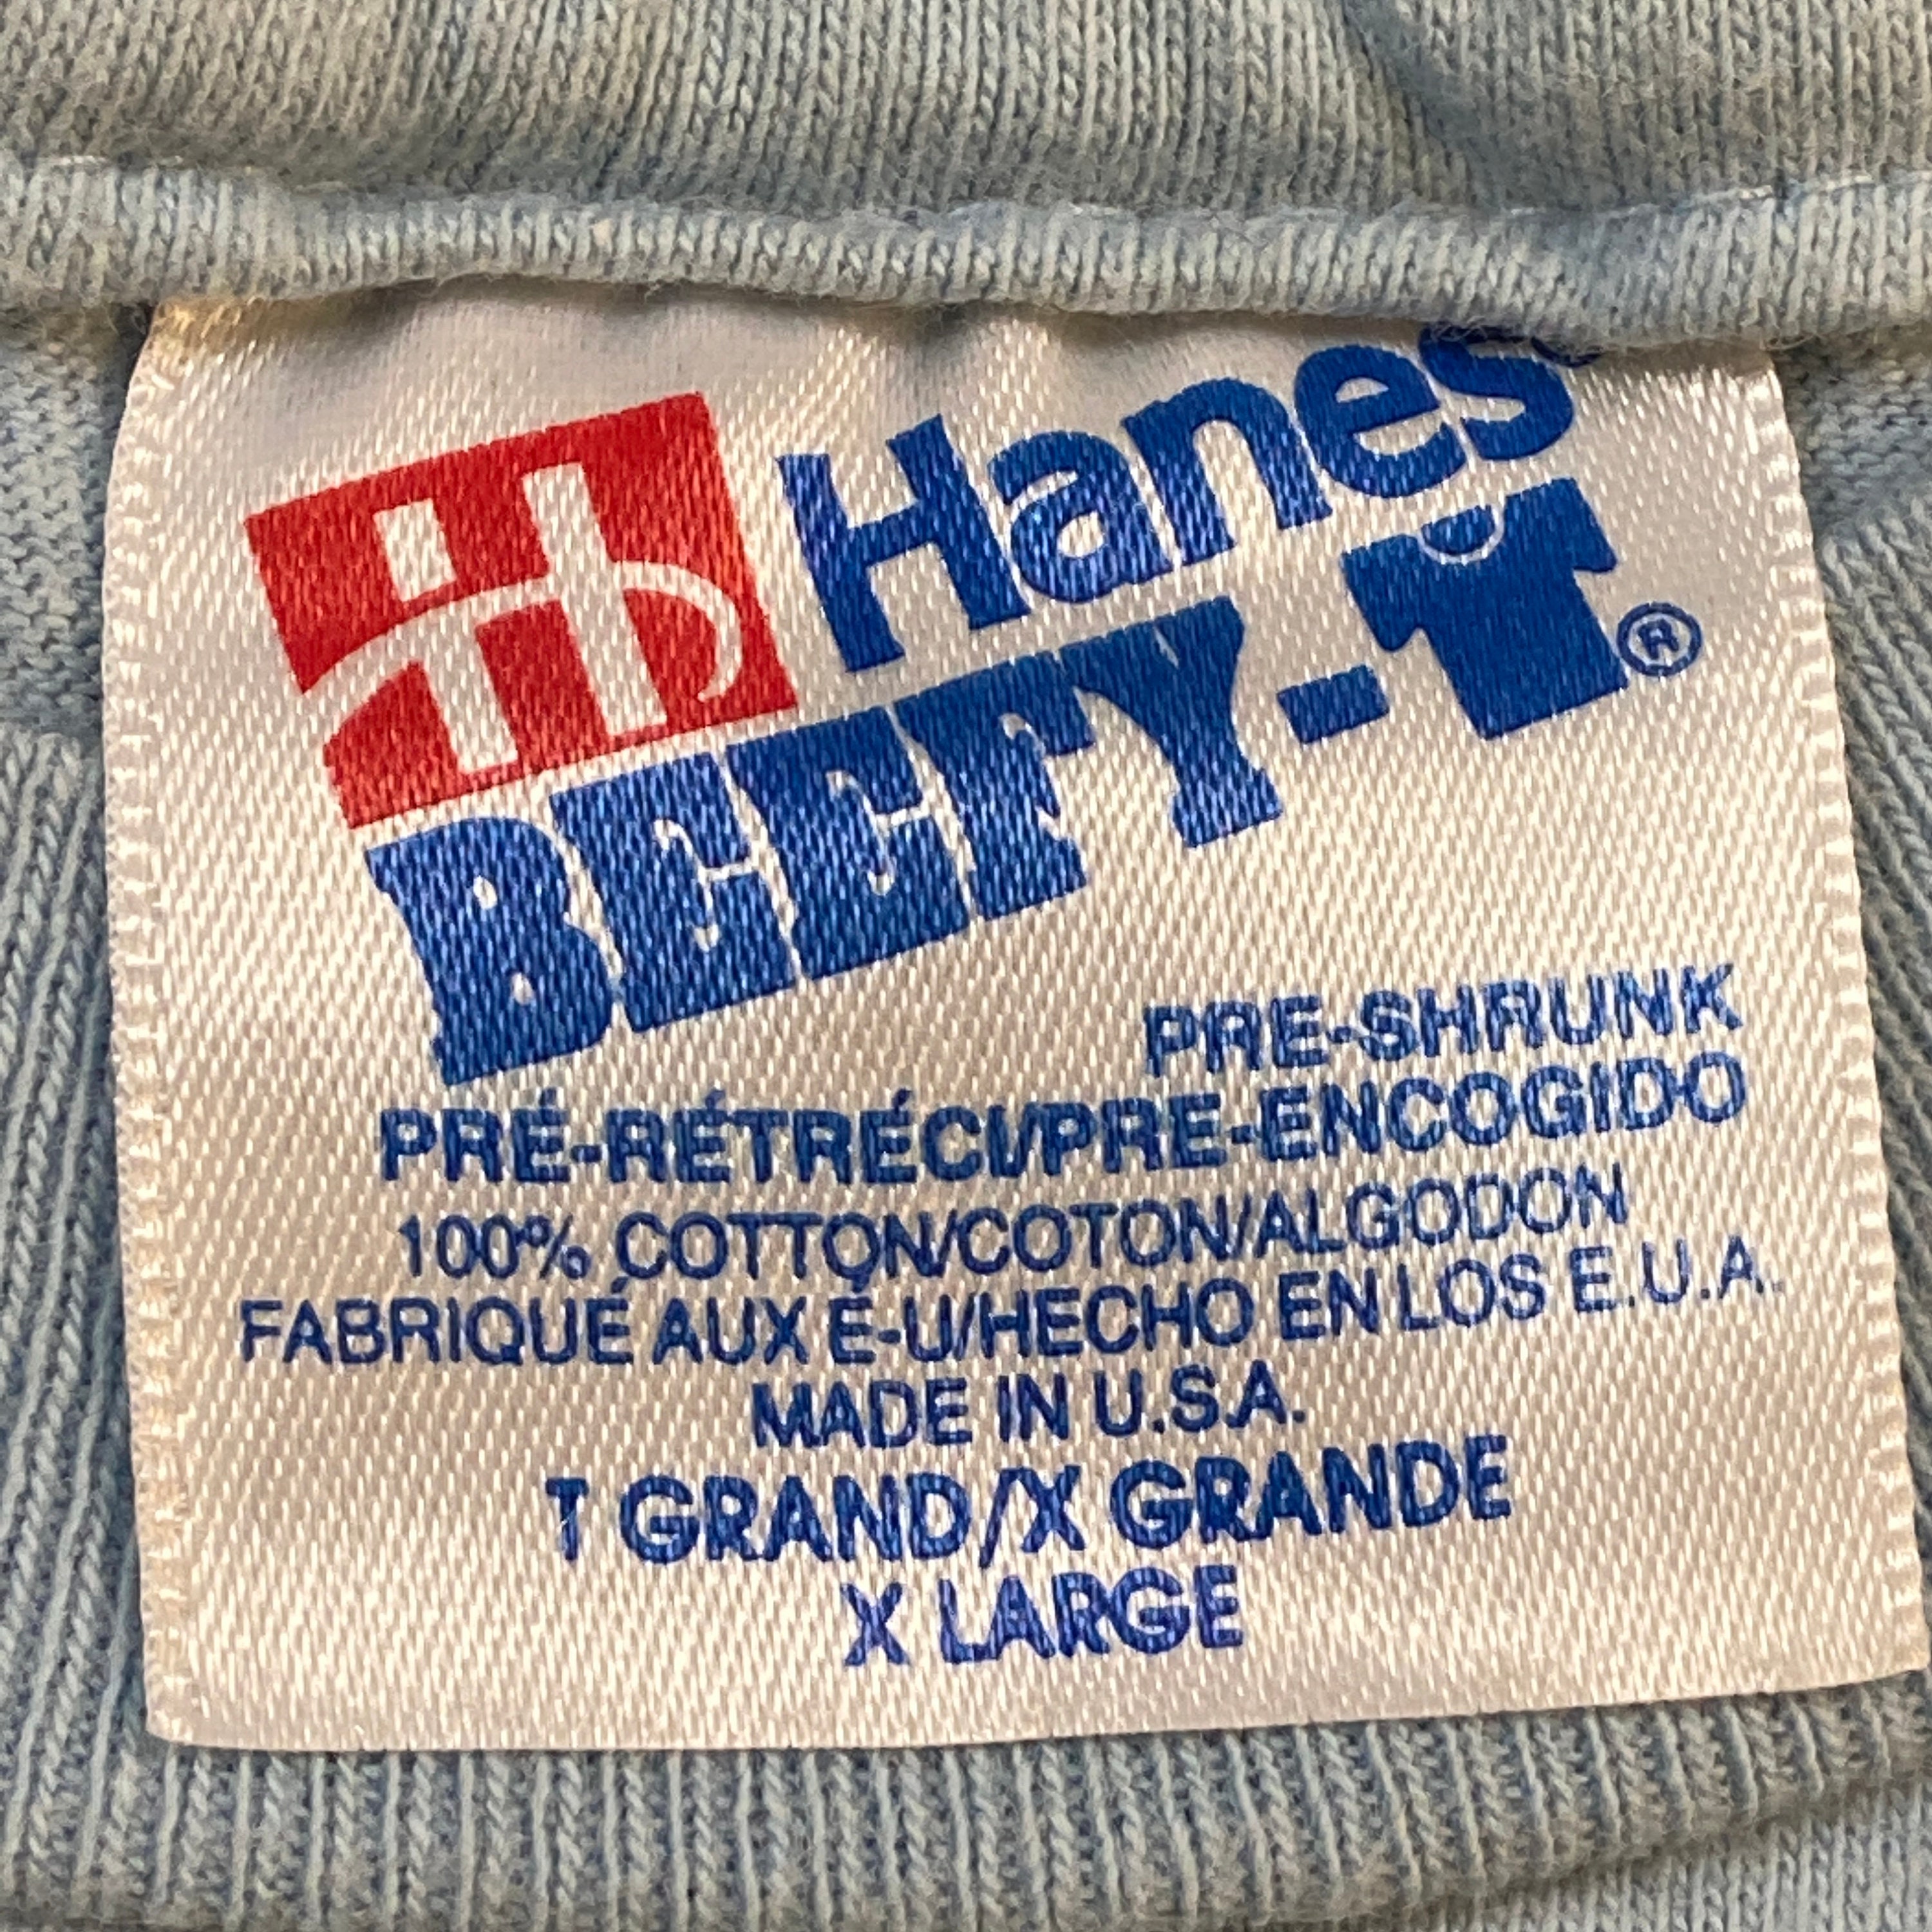 Hanes®
BEEFY-T®
PRE-SHRUNK
PRÉ-RÉTRÉCI/PRE-ENCOGIDO
100% COTTON/COTON/ALGODON
FABRIQUÉ AUX É-U/HECHO EN LOS E.U.A.
MADE IN U.S.A.
T GRAND/X GRANDE
X LARGE